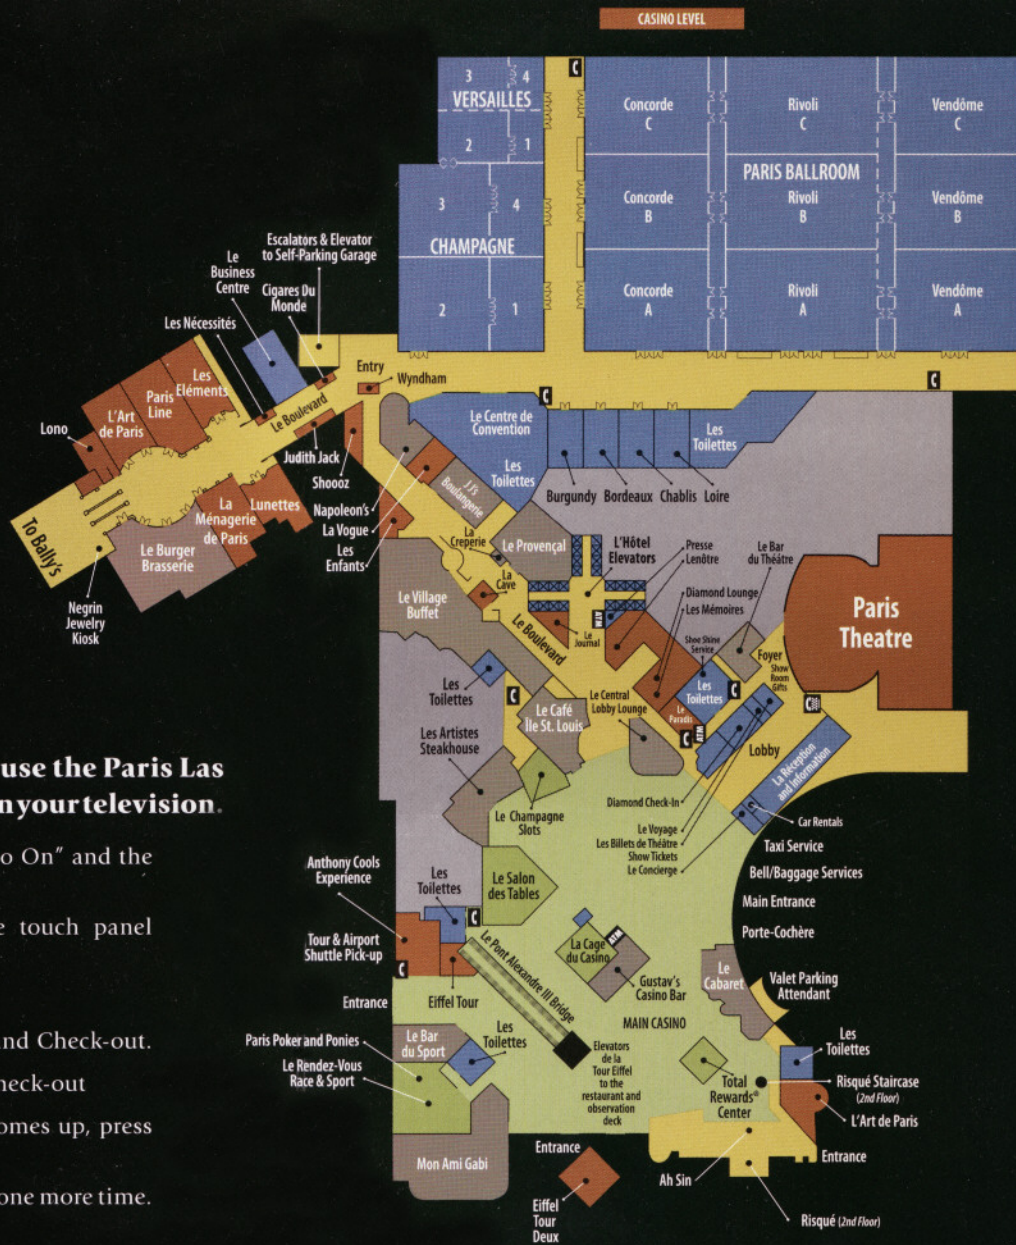 CASINO LEVEL
3
4
VERSAILLES
2
1
3
4
CHAMPAGNE
2
1
Concorde
C
Rivoli
C
Vendôme
C
PARIS BALLROOM
Concorde
B
Rivoli
B
Vendôme
B
Concorde
A
Rivoli
A
Vendôme
A
Escalators & Elevator
to Self-Parking Garage
Le
Business
Centre
Cigares Du
Monde
Les Nécessités
Entry
Wyndham
Les
Eléments
Paris
Line
L'Art
de Paris
Lono
Le Boulevard
Judith Jack
Shoooz
Le Centre de
Convention
Les
Toilettes
Les
Toilettes
Burgundy
Bordeaux
Chablis
Loire
To Bally's
La
Ménagerie
de Paris
Lunettes
Le Burger
Brasserie
Negrin
Jewelry
Kiosk
Napoleon's
La Vogue
Les
Enfants
JJ's
Boulangerie
La
Creperie
Le Provençal
L'Hôtel
Elevators
Presse
Lenôtre
Le Bar
du Théâtre
Diamond Lounge
Les Mémoires
La
Cave
ATM
Le
Journal
Le Boulevard
Le Village
Buffet
Shoe Shine
Service
Foyer
Show
Room
Gifts
Paris
Theatre
Les
Toilettes
Les
Toilettes
Le
Paradis
ATM
Le Central
Lobby Lounge
Le Café
Île St. Louis
Les Artistes
Steakhouse
Lobby
La Réception
and Information
Le Champagne
Slots
Diamond Check-In
Le Voyage
Les Billets de Théâtre
Show Tickets
Le Concierge
Car Rentals
Taxi Service
Bell/Baggage Services
Main Entrance
Porte-Cochère
use the Paris Las
n your television.
o On" and the
e touch panel
nd Check-out.
heck-out
omes up, press
one more time.
Anthony Cools
Experience
Les
Toilettes
Le Salon
des Tables
Tour & Airport
Shuttle Pick-up
Le Pont Alexandre III Bridge
La Cage
du Casino
ATM
Gustav's
Casino Bar
Le
Cabaret
Valet Parking
Attendant
Entrance
Eiffel Tour
MAIN CASINO
Paris Poker and Ponies
Le Bar
du Sport
Les
Toilettes
Le Rendez-Vous
Race & Sport
Elevators
de la
Tour Eiffel
to the
restaurant and
observation
deck
Total
Rewards®
Center
Les
Toilettes
Risqué Staircase
(2nd Floor)
L'Art de Paris
Mon Ami Gabi
Entrance
Eiffel
Tour
Deux
Ah Sin
Entrance
Risqué (2nd Floor)